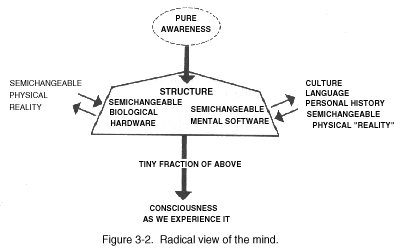 PURE
AWARENESS
STRUCTURE
SEMICHANGEABLE
PHYSICAL
REALITY
SEMICHANGEABLE
BIOLOGICAL
HARDWARE
SEMICHANGEABLE
MENTAL SOFTWARE
CULTURE
LANGUAGE
PERSONAL HISTORY
SEMICHANGEABLE
PHYSICAL "REALITY"
TINY FRACTION OF ABOVE
CONSCIOUSNESS
AS WE EXPERIENCE IT
Figure 3-2. Radical view of the mind.